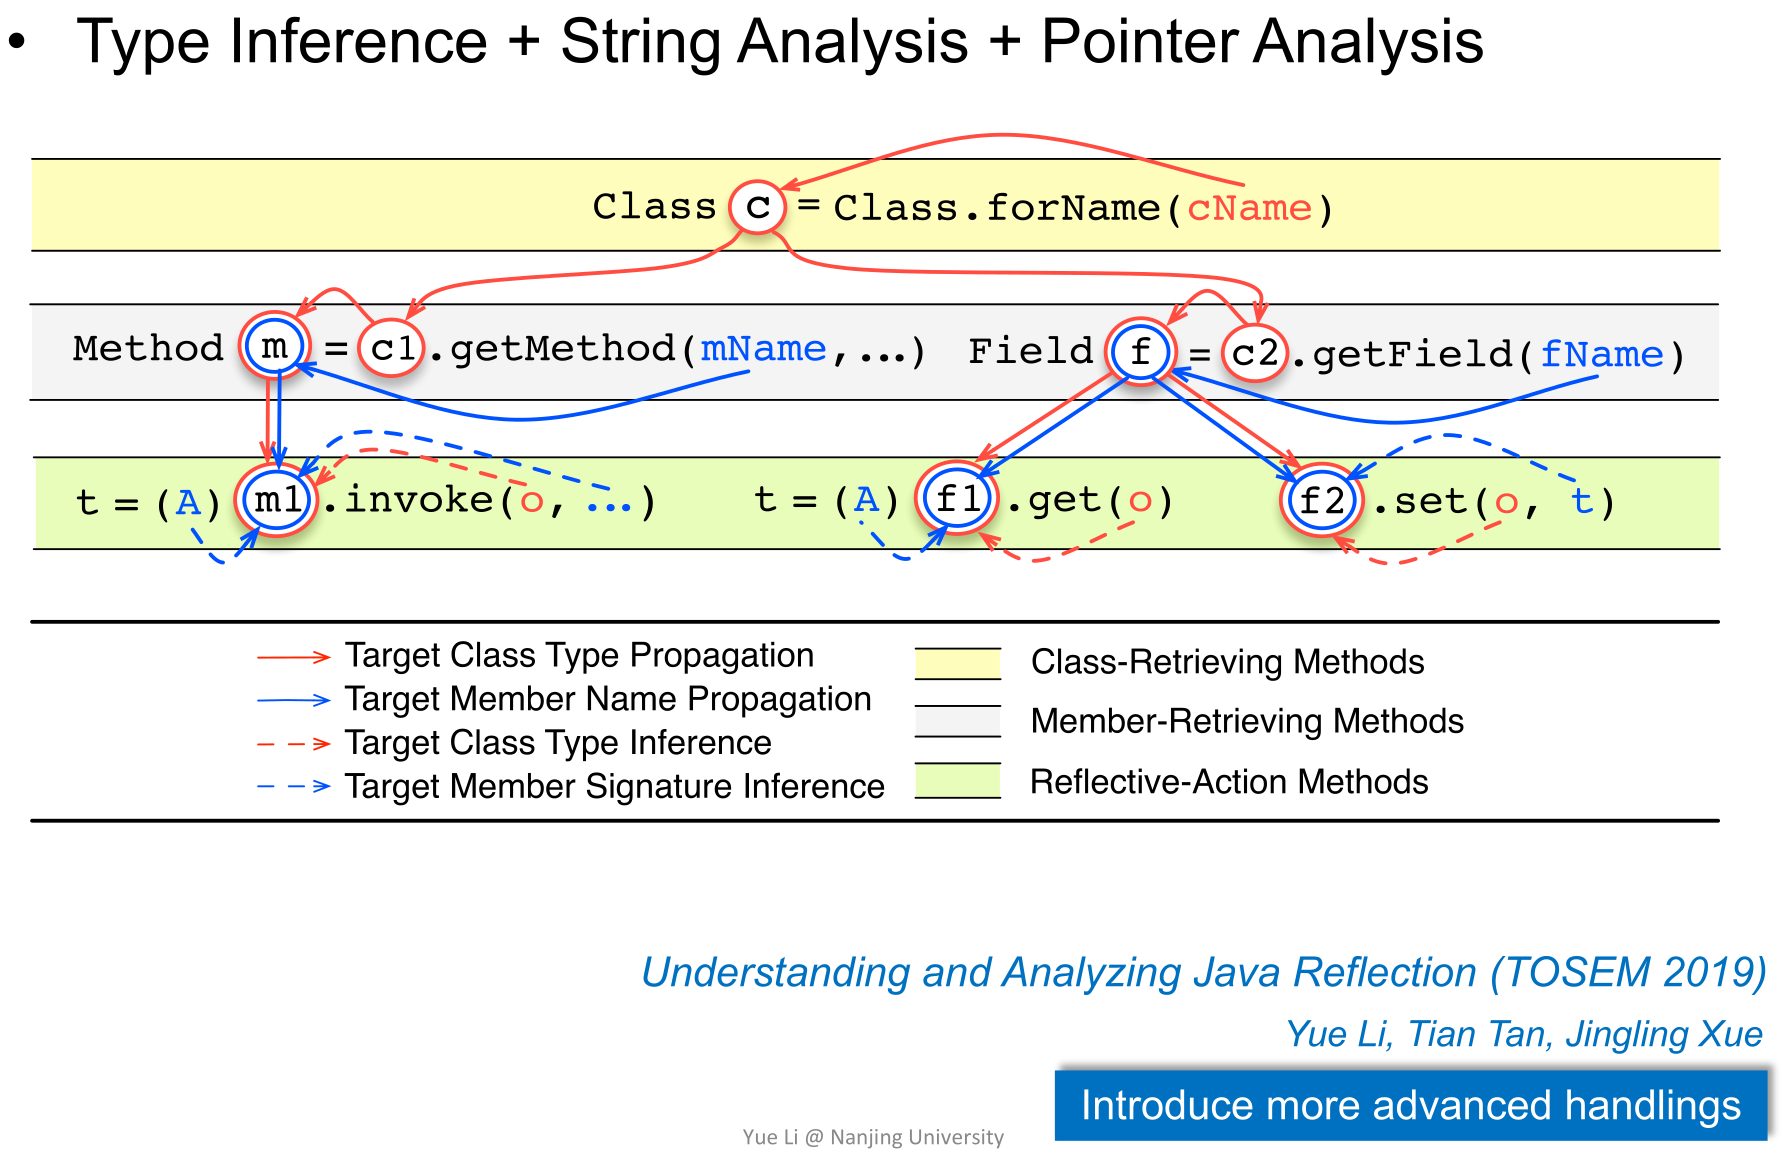 • Type Inference + String Analysis + Pointer Analysis
Class c = Class.forName(cName)
Method m = c1.getMethod(mName,...) Field f = c2.getField(fName)
t = (A) m1.invoke(o, ...) t = (A) f1.get(o) f2.set(o, t)
Target Class Type Propagation
Target Member Name Propagation
Target Class Type Inference
Target Member Signature Inference
Class-Retrieving Methods
Member-Retrieving Methods
Reflective-Action Methods
Understanding and Analyzing Java Reflection (TOSEM 2019)
Yue Li, Tian Tan, Jingling Xue
Introduce more advanced handlings
Yue Li @ Nanjing University